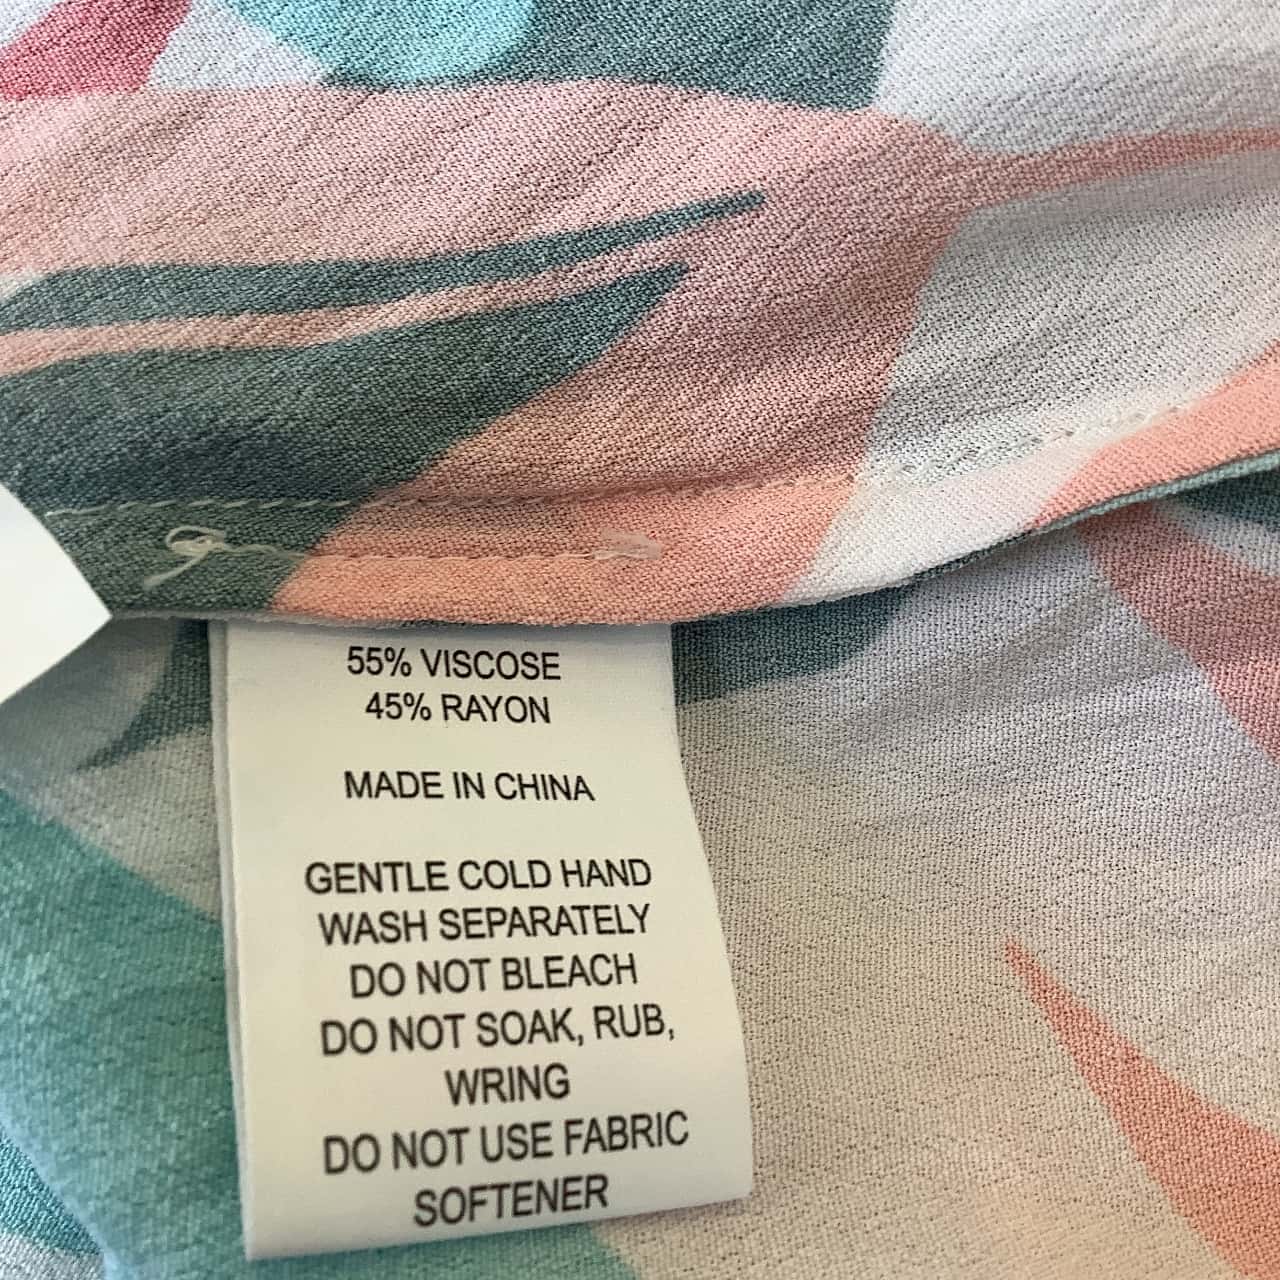 55% VISCOSE
45% RAYON
MADE IN CHINA
GENTLE COLD HAND
WASH SEPARATELY
DO NOT BLEACH
DO NOT SOAK, RUB,
WRING
DO NOT USE FABRIC
SOFTENER